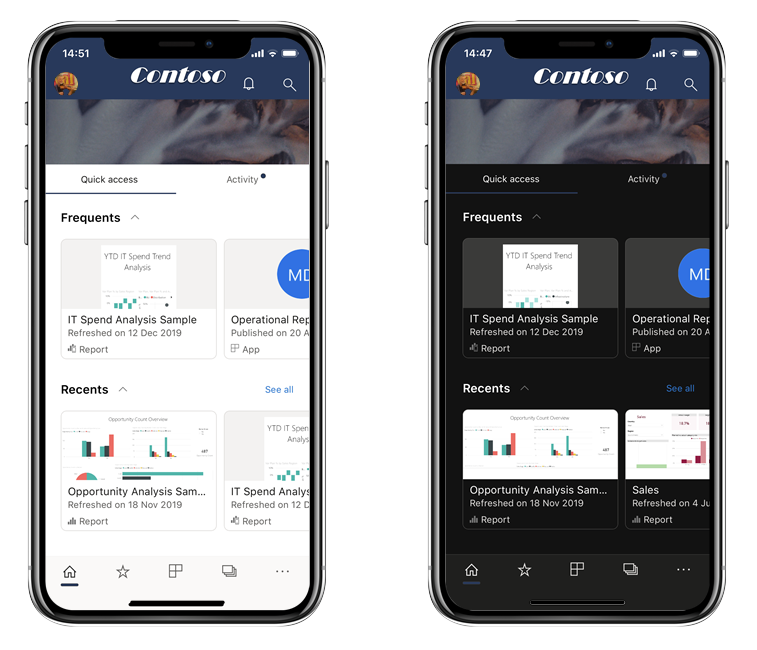 14:51
Contoso
Quick access
Activity
Frequents
YTD IT Spend Trend
Analysis
MD
IT Spend Analysis Sample
Refreshed on 12 Dec 2019
Report
Operational Rep
Published on 20 A
App
Recents
See all
Opportunity Count Overview
Opportunity Analysis Sam...
Refreshed on 18 Nov 2019
Report
YTD IT Spend
Analys
IT Spend Analys
Refreshed on 12 D
Report
14:47
Contoso
Quick access
Activity
Frequents
YTD IT Spend Trend
Analysis
MD
IT Spend Analysis Sample
Refreshed on 12 Dec 2019
Report
Operational Rep
Published on 20 A
App
Recents
See all
Opportunity Count Overview
Opportunity Analysis Sam...
Refreshed on 18 Nov 2019
Report
Sales
Sales
Refreshed on 4 Ju
Report